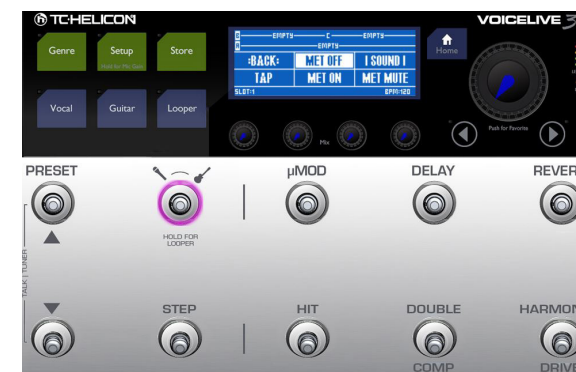 TC·HELICON
VOICELIVE 3
Genre
Setup
Hold for Mix Gain
Store
EMPTY C EMPTY
EMPTY
:BACK:
MET OFF
| SOUND |
TAP
MET ON
MET MUTE
SLOT:1
BPM:120
Home
Vocal
Guitar
Looper
Mix
Push for Favorite
PRESET
µMOD
DELAY
REVER
HOLD FOR
LOOPER
TALK | TUNER
STEP
HIT
DOUBLE
HARMON
COMP
DRIVE